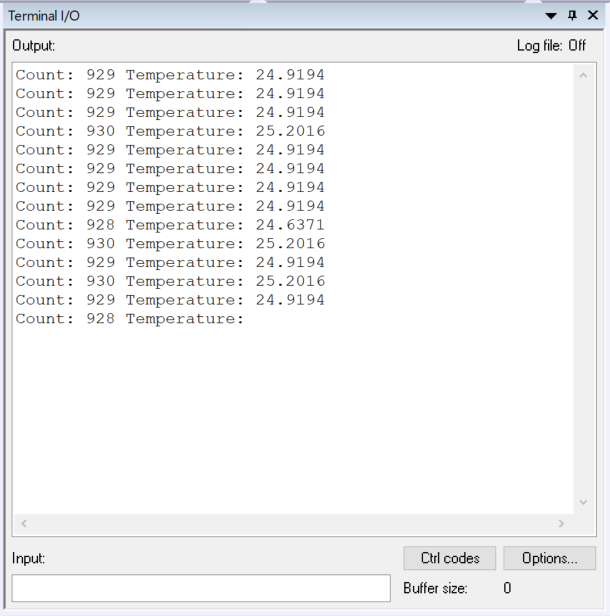 Terminal I/O
Output: Log file: Off
Count: 929 Temperature: 24.9194
Count: 929 Temperature: 24.9194
Count: 929 Temperature: 24.9194
Count: 930 Temperature: 25.2016
Count: 929 Temperature: 24.9194
Count: 929 Temperature: 24.9194
Count: 929 Temperature: 24.9194
Count: 929 Temperature: 24.9194
Count: 928 Temperature: 24.6371
Count: 930 Temperature: 25.2016
Count: 929 Temperature: 24.9194
Count: 930 Temperature: 25.2016
Count: 929 Temperature: 24.9194
Count: 928 Temperature:
Input: Ctrl codes Options...
Buffer size: 0